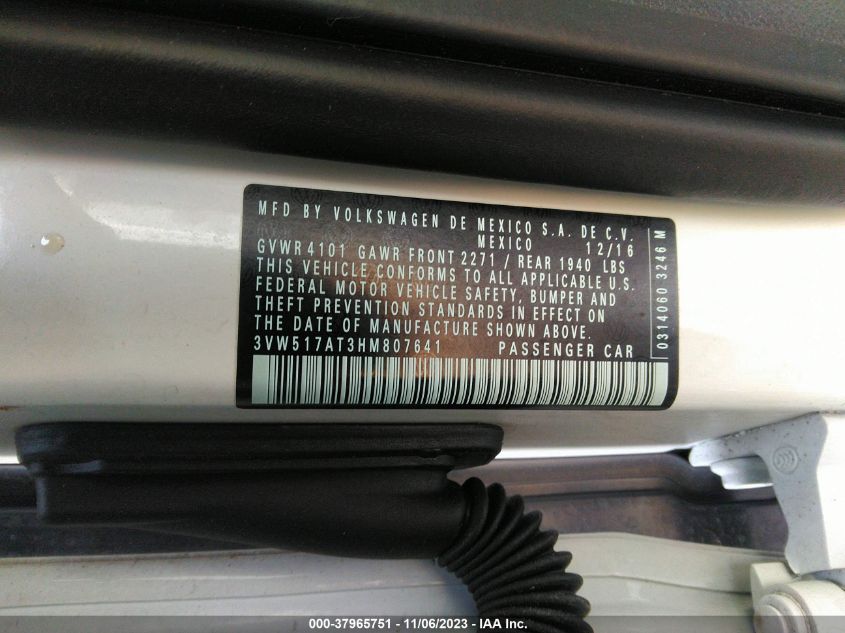 MFD BY VOLKSWAGEN DE MEXICO S.A. DE C.V.
MEXICO 12/16
GVWR 4101 GAWR FRONT 2271 / REAR 1940 LBS
THIS VEHICLE CONFORMS TO ALL APPLICABLE U.S.
FEDERAL MOTOR VEHICLE SAFETY, BUMPER AND
THEFT PREVENTION STANDARDS IN EFFECT ON
THE DATE OF MANUFACTURE SHOWN ABOVE.
3VW517AT3HM807641 PASSENGER CAR
0314060 3246 M
000-37965751 - 11/06/2023 - IAA Inc.